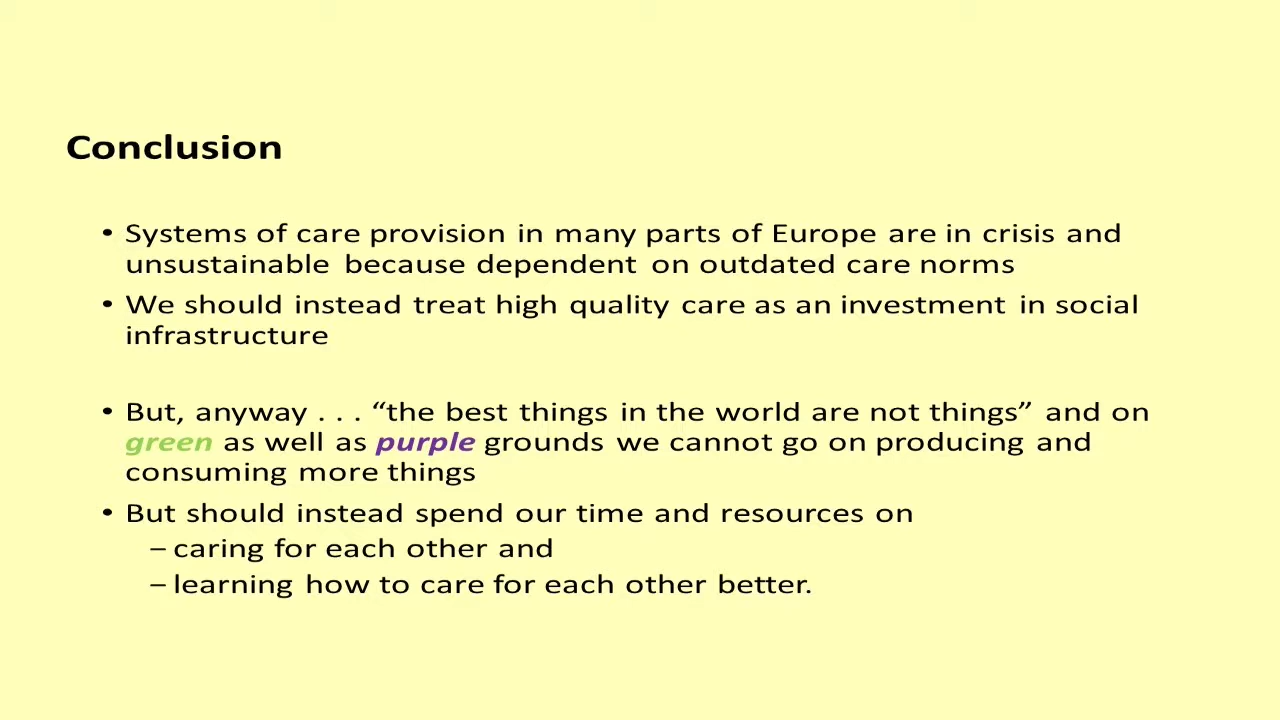 Conclusion
• Systems of care provision in many parts of Europe are in crisis and
unsustainable because dependent on outdated care norms
• We should instead treat high quality care as an investment in social
infrastructure
• But, anyway . . . “the best things in the world are not things” and on
green as well as purple grounds we cannot go on producing and
consuming more things
• But should instead spend our time and resources on
– caring for each other and
– learning how to care for each other better.